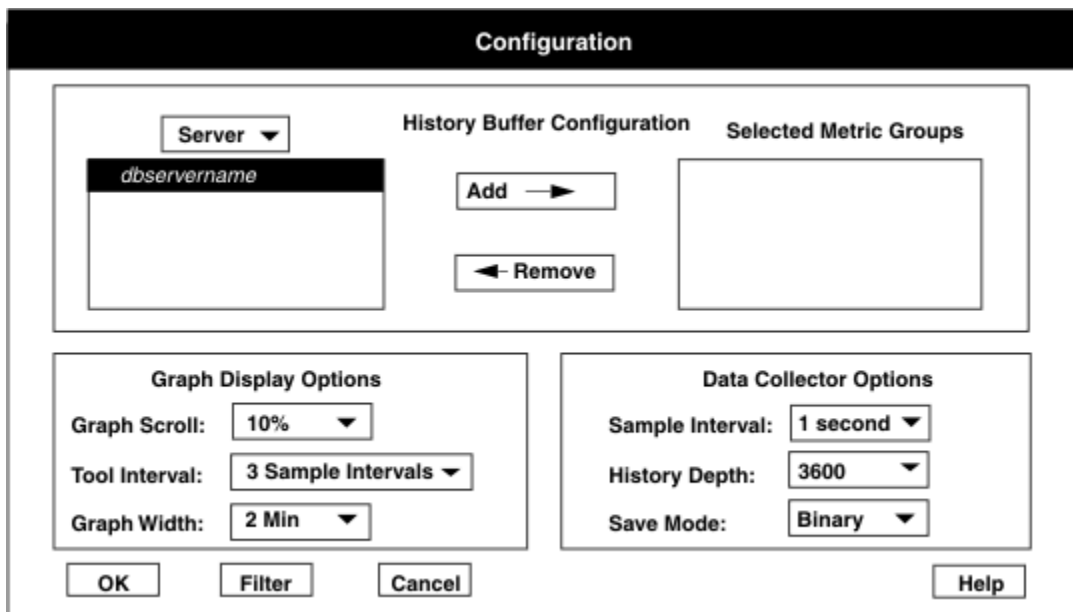 Configuration
Server
History Buffer Configuration
Selected Metric Groups
dbservername
Add
Remove
Graph Display Options
Graph Scroll: 10%
Tool Interval: 3 Sample Intervals
Graph Width: 2 Min
Data Collector Options
Sample Interval: 1 second
History Depth: 3600
Save Mode: Binary
OK Filter Cancel Help